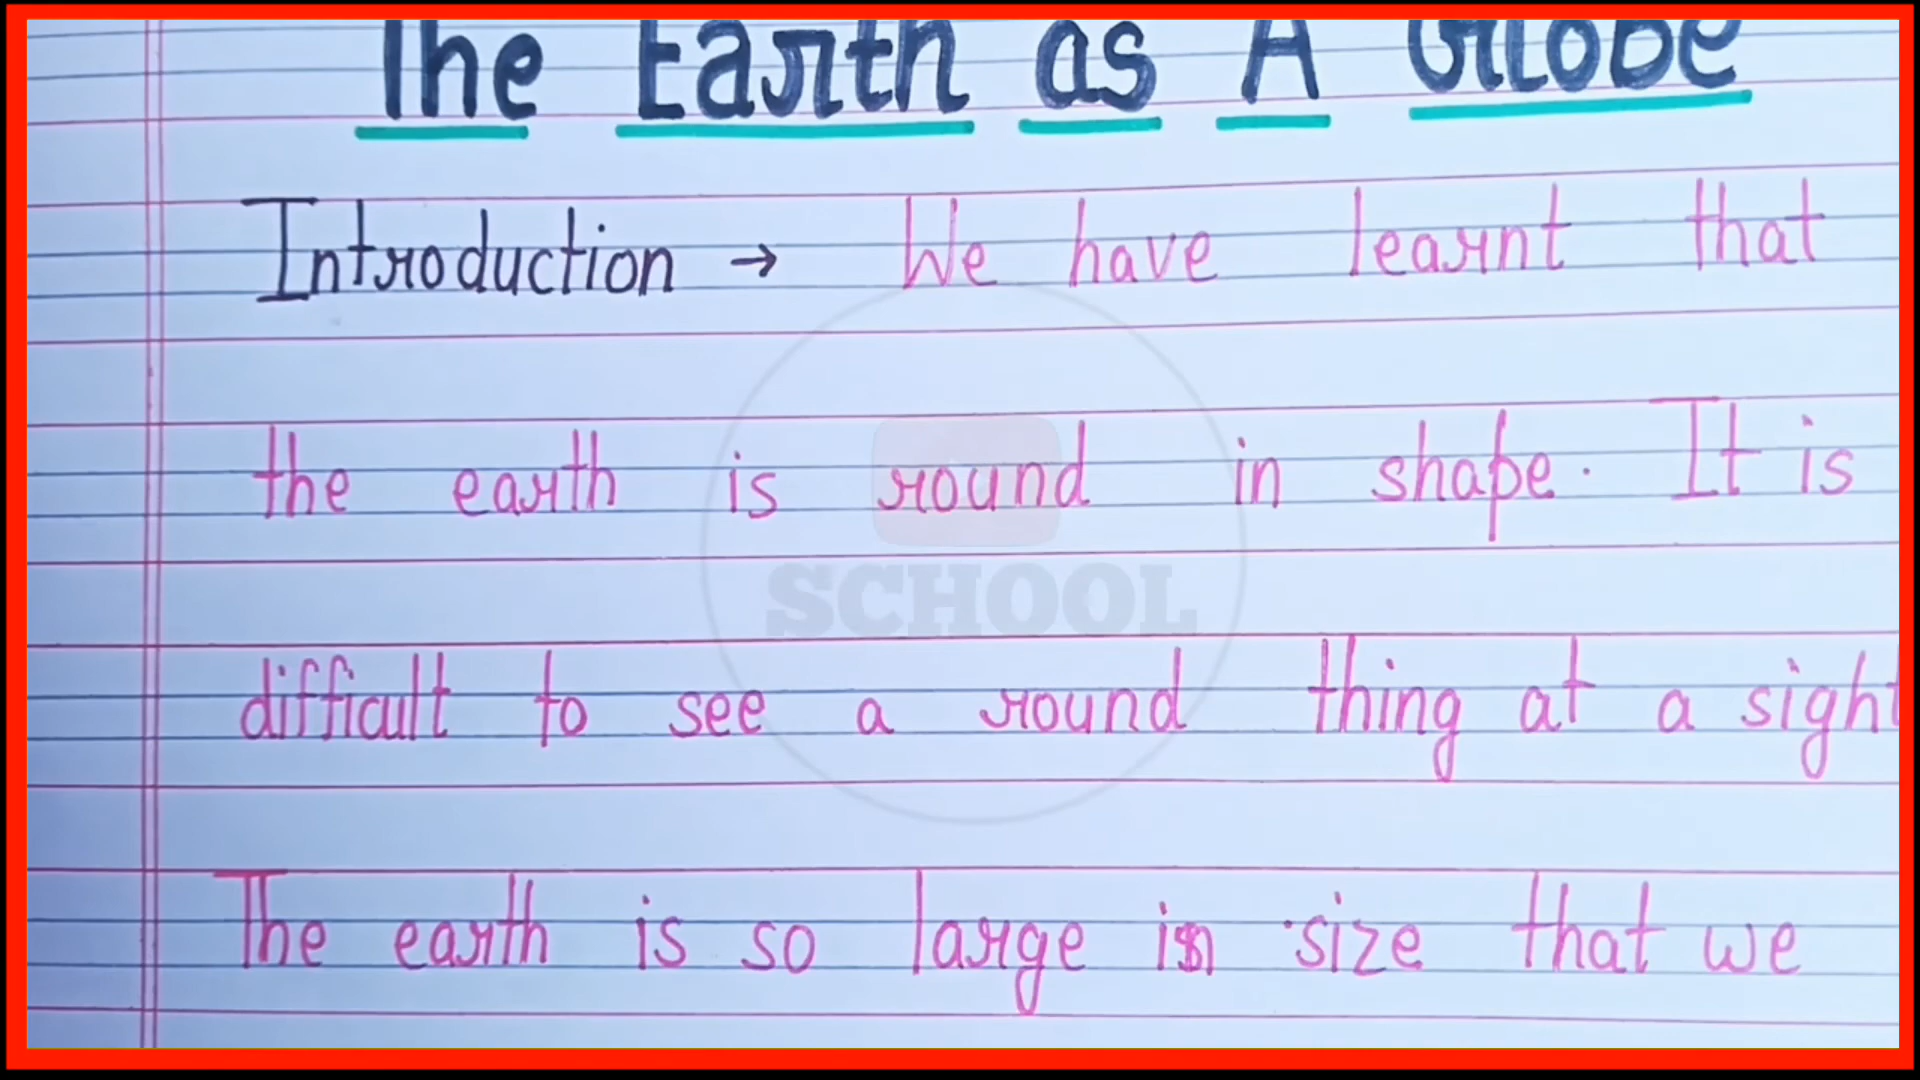 The Earth as A Globe
Introduction → We have learnt that
the earth is round in shape. It is
SCHOOL
difficult to see a round thing at a sight
The earth is so large in size that we